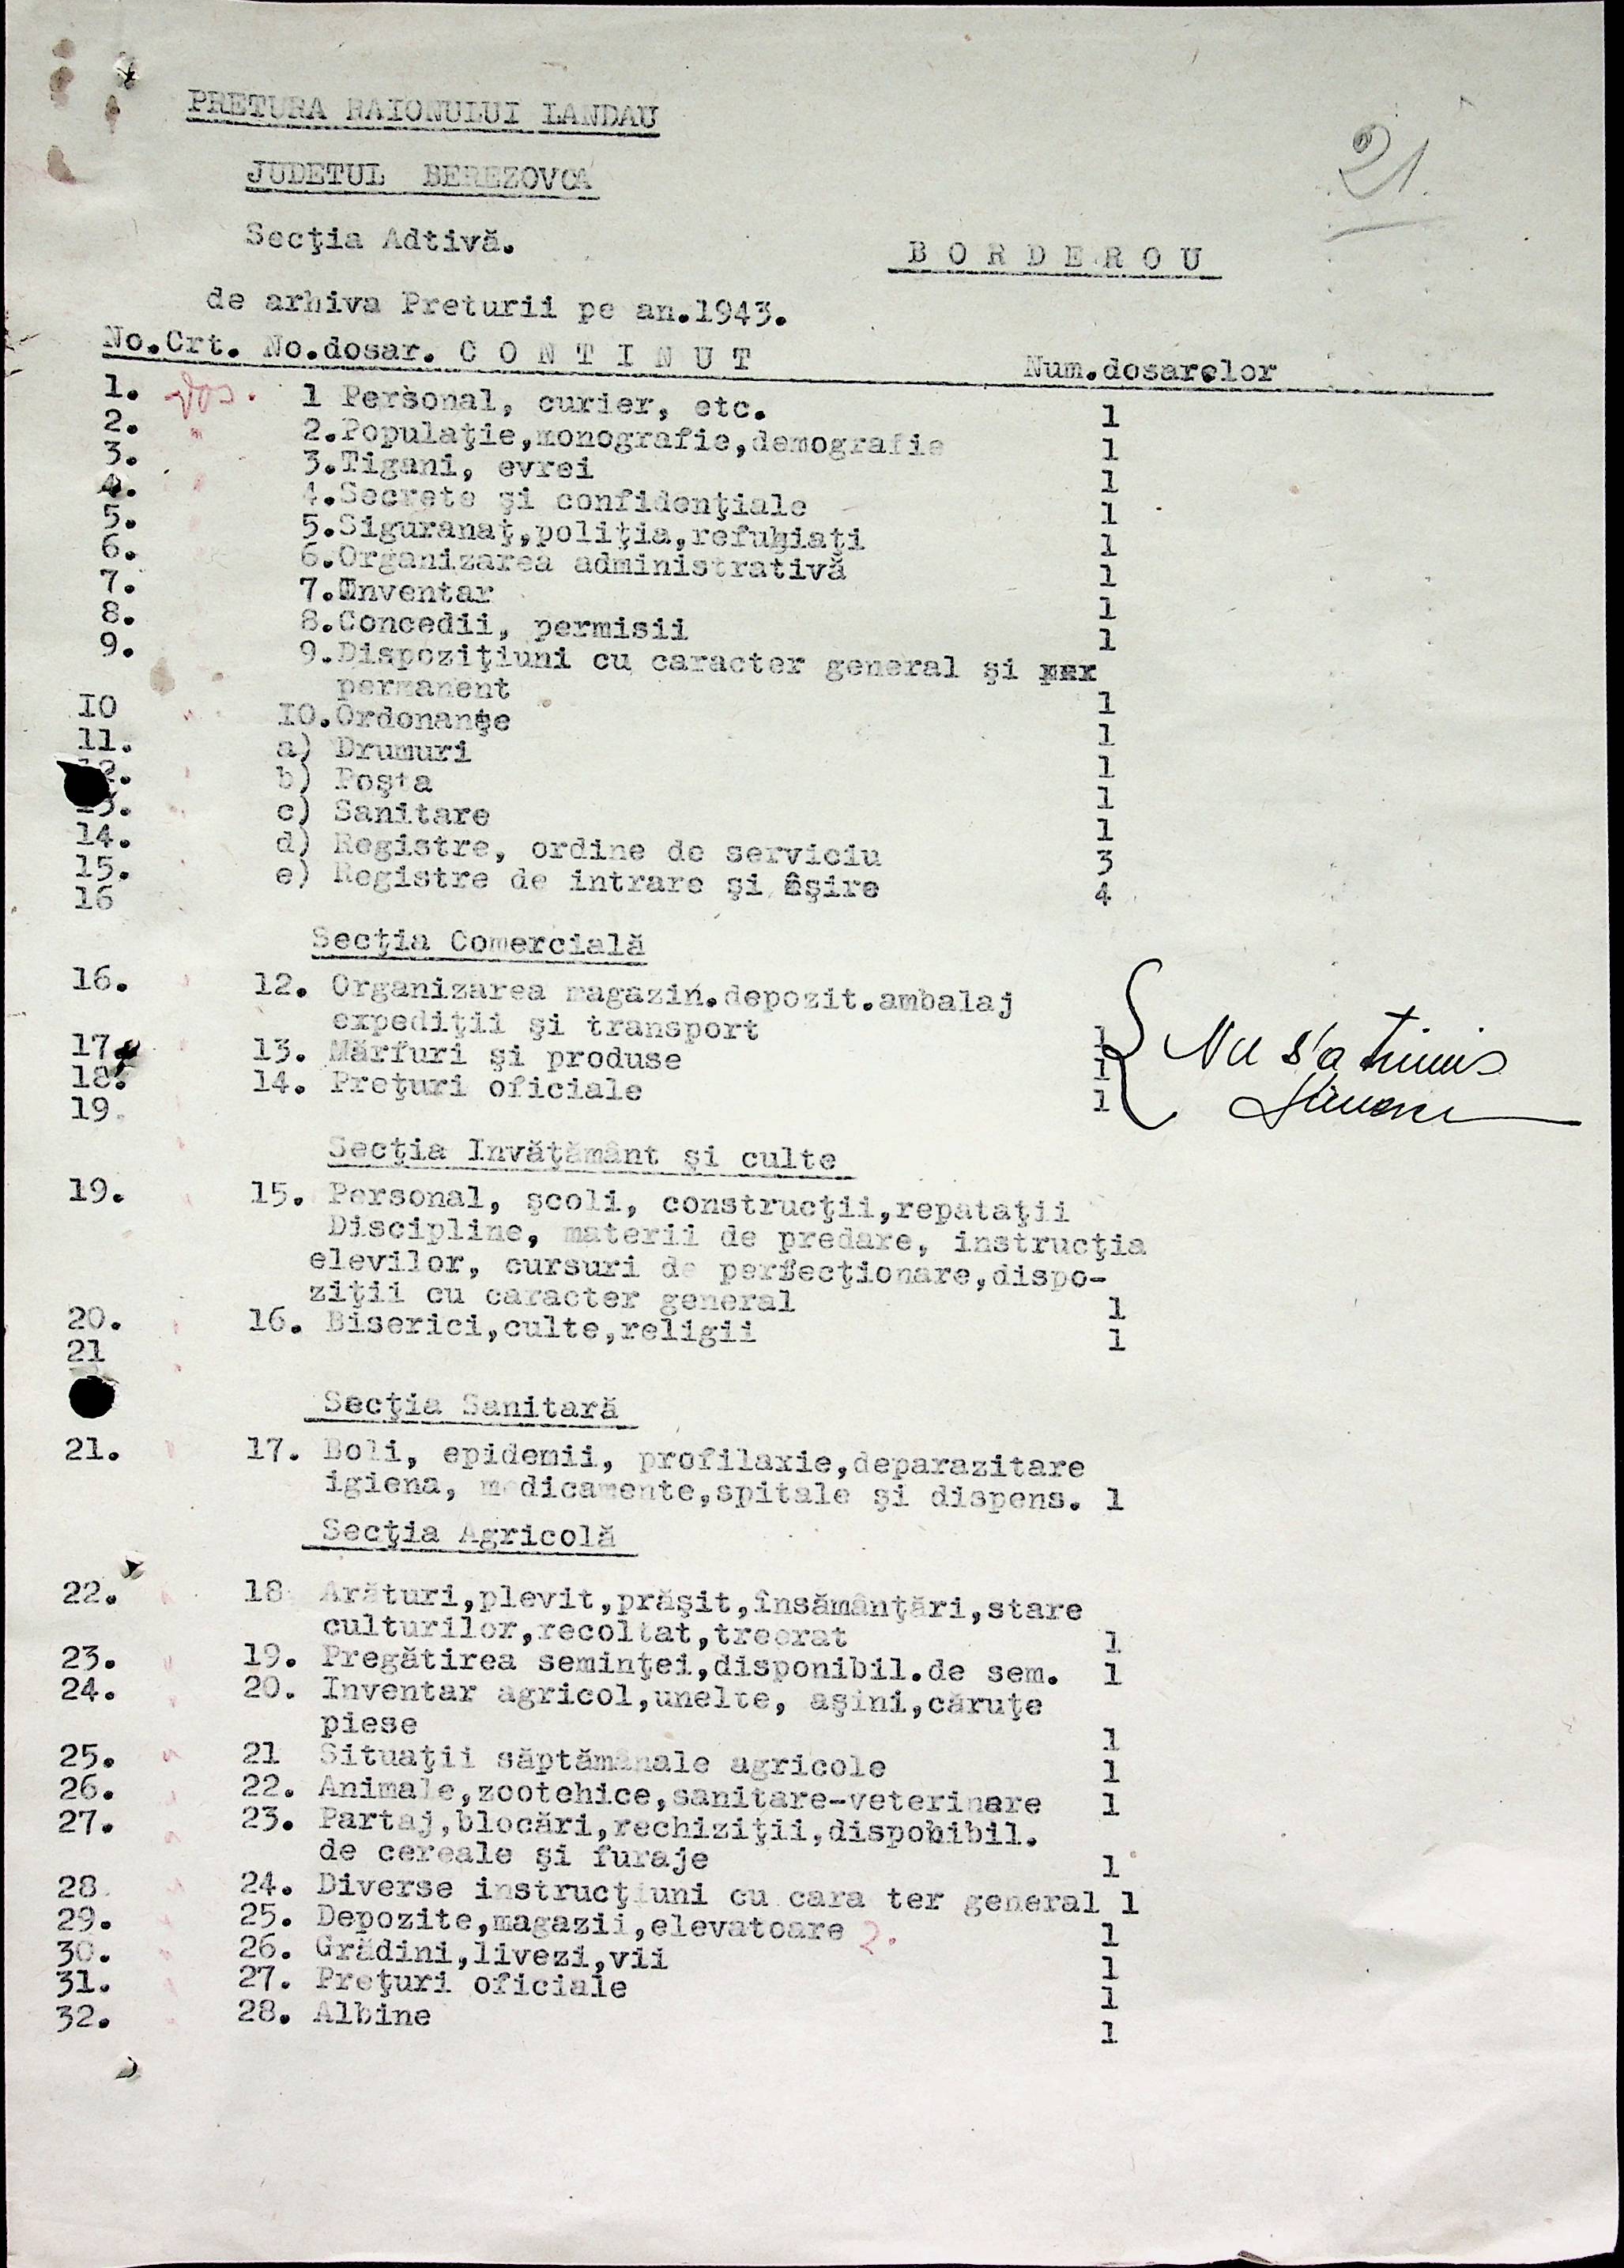 PRETURA RAIONULUI LANDAU
21.
JUDETUL BEREZOVCA
Secţia Adtivă.
B O R D E R O U
de arhiva Preturii pe an.1943.
No.Crt. No.dosar. C O N T I N U T Num.dosarelor
1. dos. 1 Personal, curier, etc. 1
2. " 2.Populaţie,monografie,demografie 1
3. 3.Tigani, evrei 1
4. 4.Secrete şi confidenţiale 1
5. 5.Siguranaţ,poliţia,refugiaţi 1
6. 6.Organizarea administrativă 1
7. 7.Inventar 1
8. 8.Concedii, permisii 1
9. 9.Dispoziţiuni cu caracter general şi
permanent 1
IO 10.Ordonanţe 1
11. a) Drumuri 1
12. b) Poşta 1
13. c) Sanitare 1
14. d) Registre, ordine de serviciu 3
15. e) Registre de intrare şi êşire 4
16
Secţia Comercială
16. 12. Organizarea magazin.depozit.ambalaj
expediţii şi transport 1
17. 13. Mărfuri şi produse 1
18. 14. Preţuri oficiale 1
19.
Nu s'a trimis
Secţia Invăţământ şi culte
19. 15. Personal, şcoli, construcţii,repataţii
Discipline, materii de predare, instrucţia
elevilor, cursuri de perfecţionare,dispo-
ziţii cu caracter general 1
20. 16. Biserici,culte,religii 1
21
Secţia Sanitară
21. 17. Boli, epidemii, profilaxie,deparazitare
igiena, medicamente,spitale şi dispens. 1
Secţia Agricolă
22. 18 Arături,plevit,prăşit,însămânţări,stare
culturilor,recoltat,treerat 1
23. 19. Pregătirea seminţei,disponibil.de sem. 1
24. 20. Inventar agricol,unelte, aşini,căruţe
piese 1
25. 21 Situaţii săptămânale agricole 1
26. 22. Animale,zootehice,sanitare-veterinare 1
27. 23. Partaj,blocări,rechiziţii,disponibil.
de cereale şi furaje 1
28. 24. Diverse instrucţiuni cu cara ter general 1
29. 25. Depozite,magazii,elevatoare 2. 1
30. 26. Grădini,livezi,vii 1
31. 27. Preţuri oficiale 1
32. 28. Albine 1